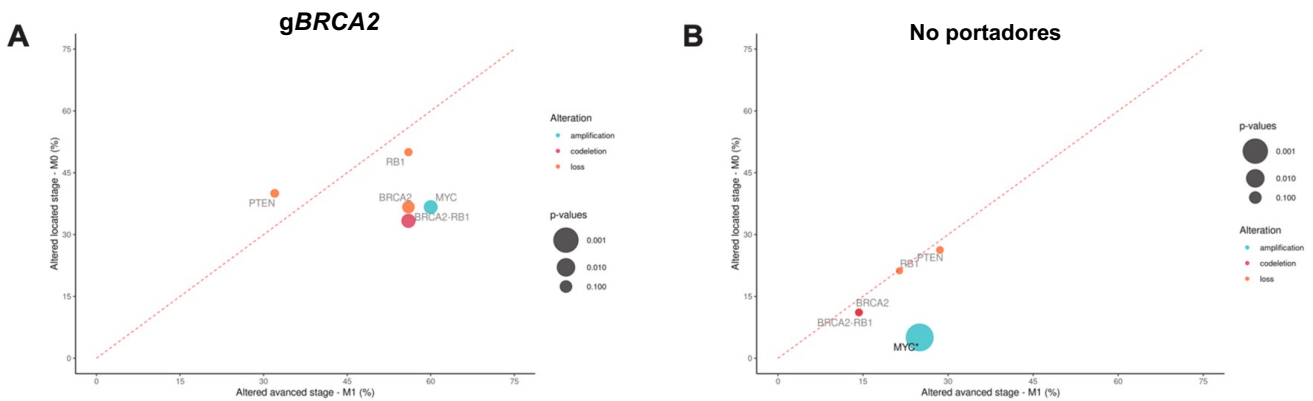 A
gBRCA2
75
60
45
30
15
0
Altered located stage - M0 (%)
RB1
PTEN
BRCA2
MYC
BRCA2-RB1
0
15
30
45
60
75
Altered avanced stage - M1 (%)
Alteration
amplification
codeletion
loss
p-values
0.001
0.010
0.100
B
No portadores
75
60
45
30
15
0
Altered located stage - M0 (%)
RB1
PTEN
BRCA2
BRCA2-RB1
MYC*
0
15
30
45
60
75
Altered avanced stage - M1 (%)
p-values
0.001
0.010
0.100
Alteration
amplification
codeletion
loss